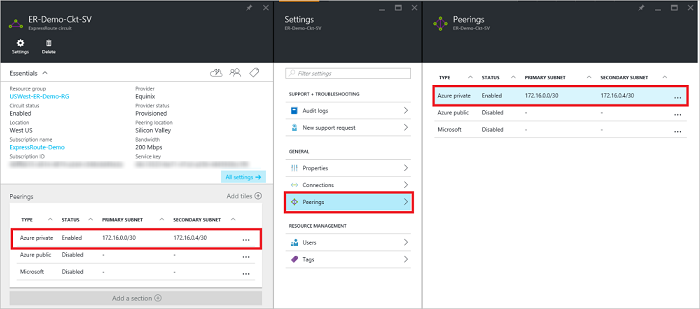 ER-Demo-Ckt-SV
ExpressRoute circuit
Settings
Delete
Essentials
Resource group
USWest-ER-Demo-RG
Provider
Equinix
Circuit status
Enabled
Provider status
Provisioned
Location
West US
Peering location
Silicon Valley
Subscription name
ExpressRoute-Demo
Bandwidth
200 Mbps
Subscription ID
Service key
All settings →
Peerings
Add tiles
TYPE STATUS PRIMARY SUBNET SECONDARY SUBNET
Azure private Enabled 172.16.0.0/30 172.16.0.4/30 ...
Azure public Disabled - - ...
Microsoft Disabled - - ...
Add a section
Settings
ER-Demo-Ckt-SV
Filter settings
SUPPORT + TROUBLESHOOTING
Audit logs
New support request
GENERAL
Properties
Connections
Peerings
RESOURCE MANAGEMENT
Users
Tags
Peerings
ER-Demo-Ckt-SV
TYPE STATUS PRIMARY SUBNET SECONDARY SUBNET
Azure private Enabled 172.16.0.0/30 172.16.0.4/30 ...
Azure public Disabled - - ...
Microsoft Disabled - - ...